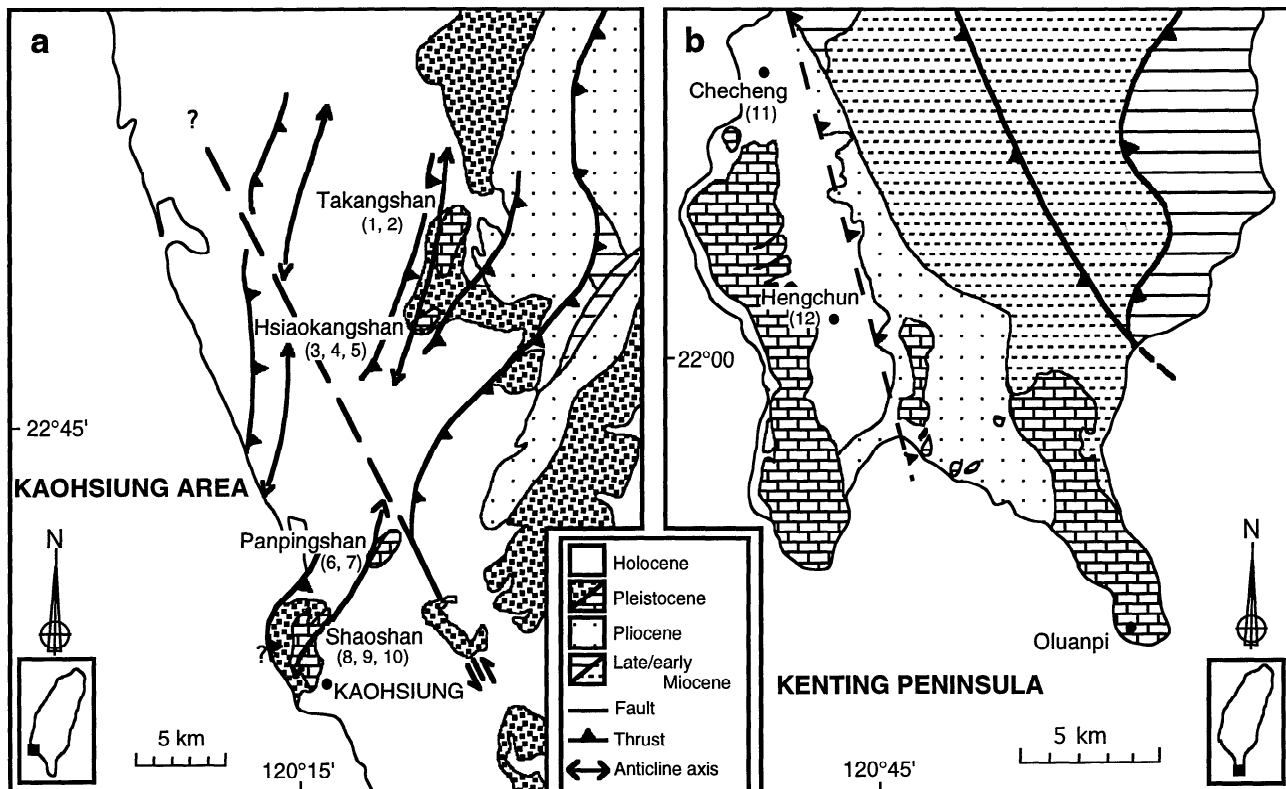 a
?
Takangshan
(1, 2)
Hsiaokangshan
(3, 4, 5)
22°45'
KAOHSIUNG AREA
N
Panpingshan
(6, 7)
?
Shaoshan
(8, 9, 10)
KAOHSIUNG
5 km
120°15'
Holocene
Pleistocene
Pliocene
Late/early
Miocene
Fault
Thrust
Anticline axis
b
Checheng
(11)
Hengchun
(12)
22°00
N
Oluanpi
KENTING PENINSULA
5 km
120°45'